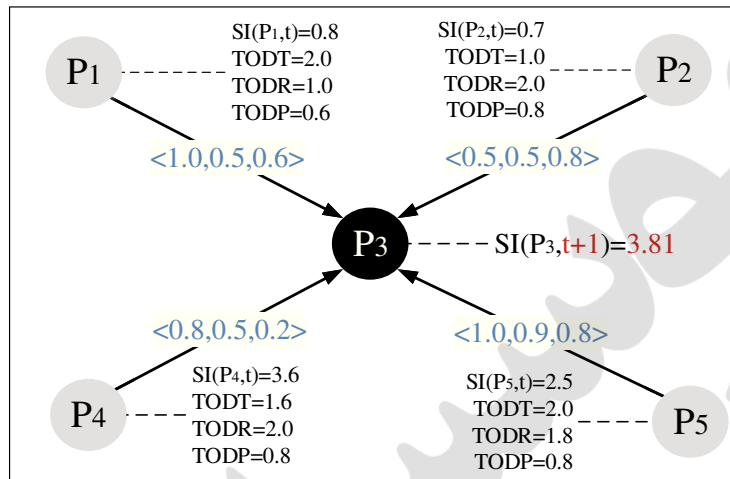 P1
SI(P1,t)=0.8
TODT=2.0
TODR=1.0
TODP=0.6
SI(P2,t)=0.7
TODT=1.0
TODR=2.0
TODP=0.8
P2
<1.0,0.5,0.6>
<0.5,0.5,0.8>
P3
SI(P3,t+1)=3.81
<0.8,0.5,0.2>
<1.0,0.9,0.8>
P4
SI(P4,t)=3.6
TODT=1.6
TODR=2.0
TODP=0.8
SI(P5,t)=2.5
TODT=2.0
TODR=1.8
TODP=0.8
P5